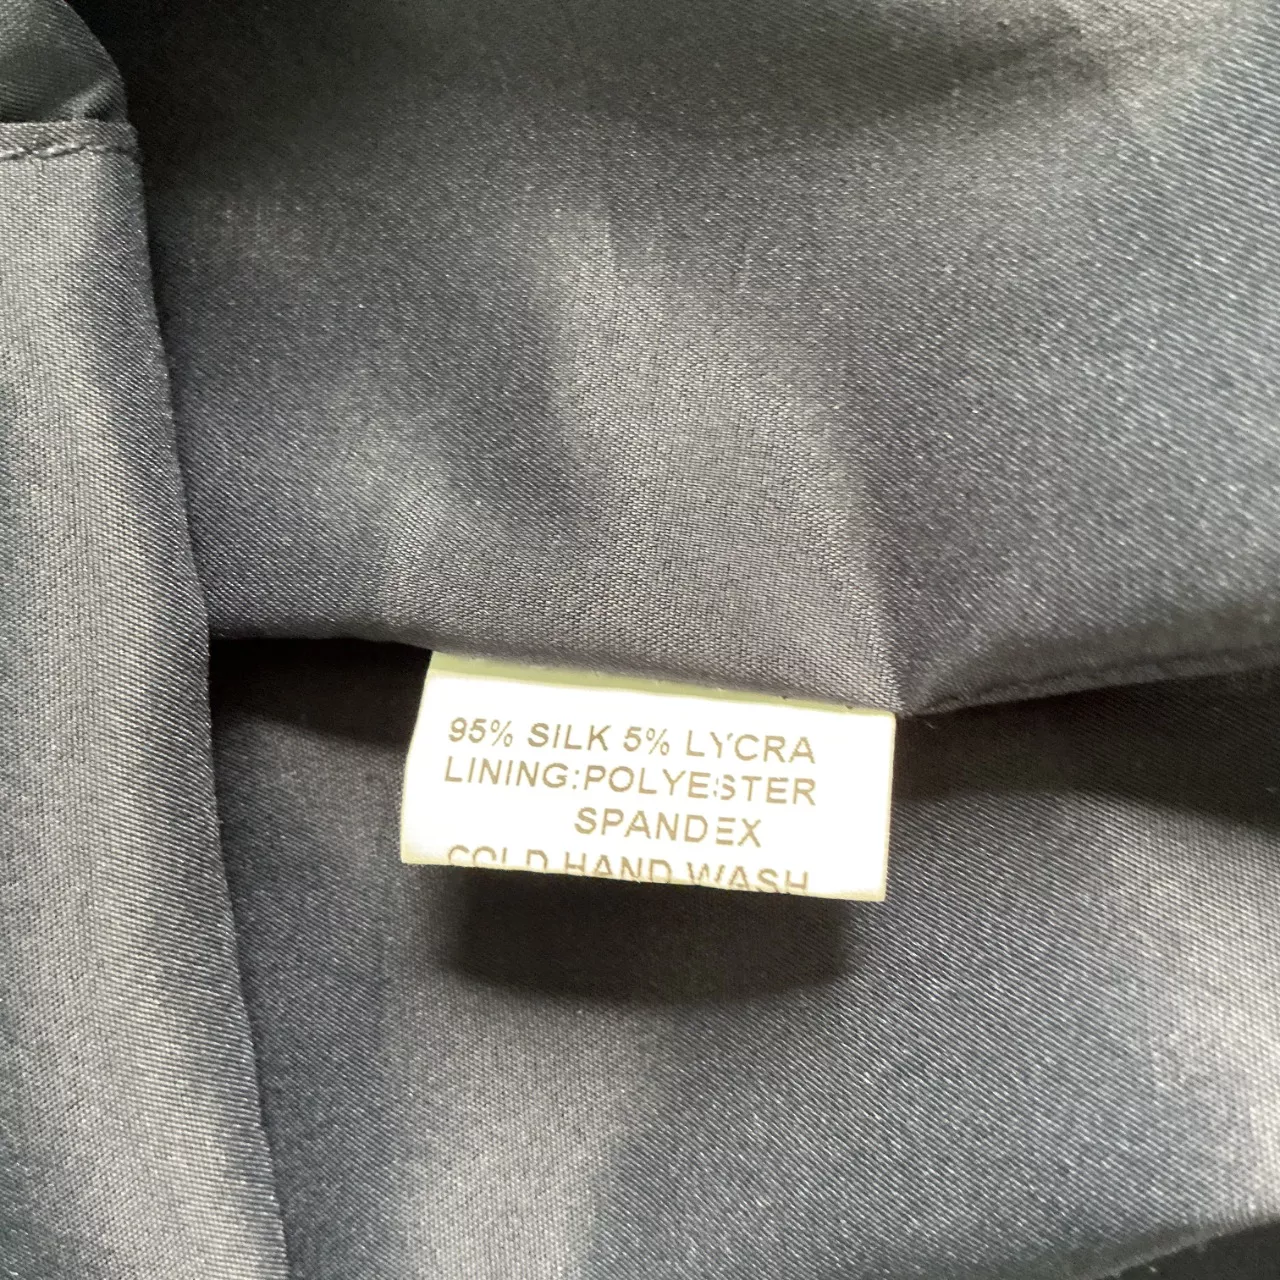 95% SILK 5% LYCRA
LINING:POLYESTER
SPANDEX
COLD HAND WASH